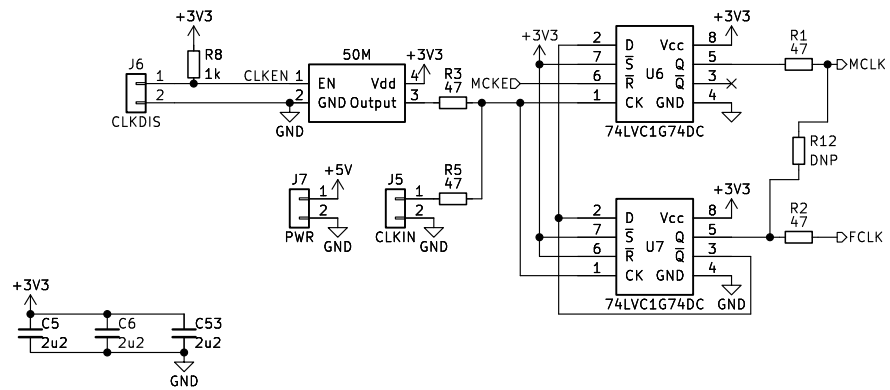 +3V3
J6
1
2
CLKDIS
R8
1k
CLKEN
GND
50M
1
EN
Vdd
4
+3V3
2
GND
Output
3
R3
47
MCKED
+3V3
2
D
Vcc
8
+3V3
7
S
U6
Q
5
6
R
Q
3
1
CK
GND
4
74LVC1G74DC
R1
47
MCLK
R12
DNP
J7
1
2
PWR
+5V
GND
J5
1
2
CLKIN
GND
R5
47
2
D
Vcc
8
+3V3
7
S
U7
Q
5
6
R
Q
3
1
CK
GND
4
74LVC1G74DC
GND
R2
47
FCLK
+3V3
C5
2u2
C6
2u2
C53
2u2
GND